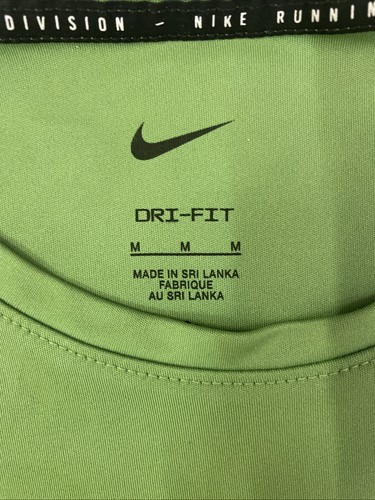 DIVISION - NIKE RUNNIN
DRI-FIT
M M M
MADE IN SRI LANKA
FABRIQUE
AU SRI LANKA